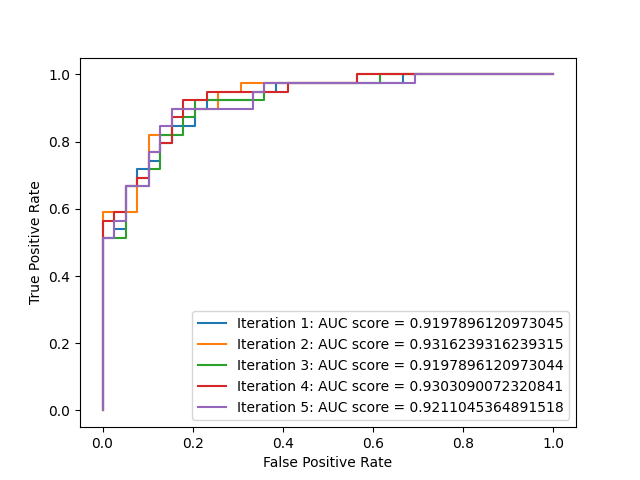 1.0
0.8
0.6
0.4
0.2
0.0
True Positive Rate
Iteration 1: AUC score = 0.9197896120973045
Iteration 2: AUC score = 0.9316239316239315
Iteration 3: AUC score = 0.9197896120973044
Iteration 4: AUC score = 0.9303090072320841
Iteration 5: AUC score = 0.9211045364891518
0.0 0.2 0.4 0.6 0.8 1.0
False Positive Rate